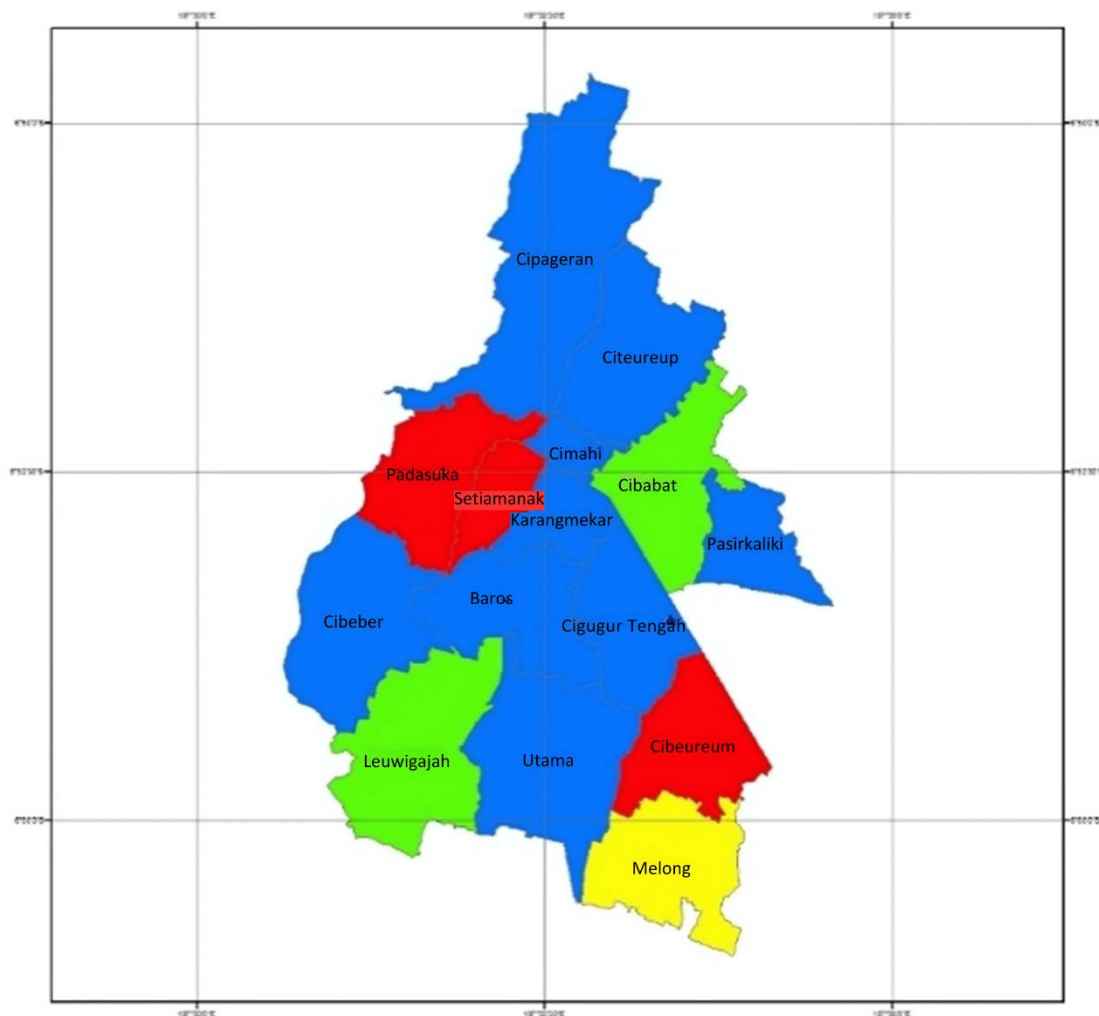 Cipageran
Citeureup
Cimahi
Padasuka
Cibabat
Setiamanak
Karangmekar
Pasirkaliki
Baros
Cibeber
Cigugur Tengah
Cibeureum
Leuwigajah
Utama
Melong